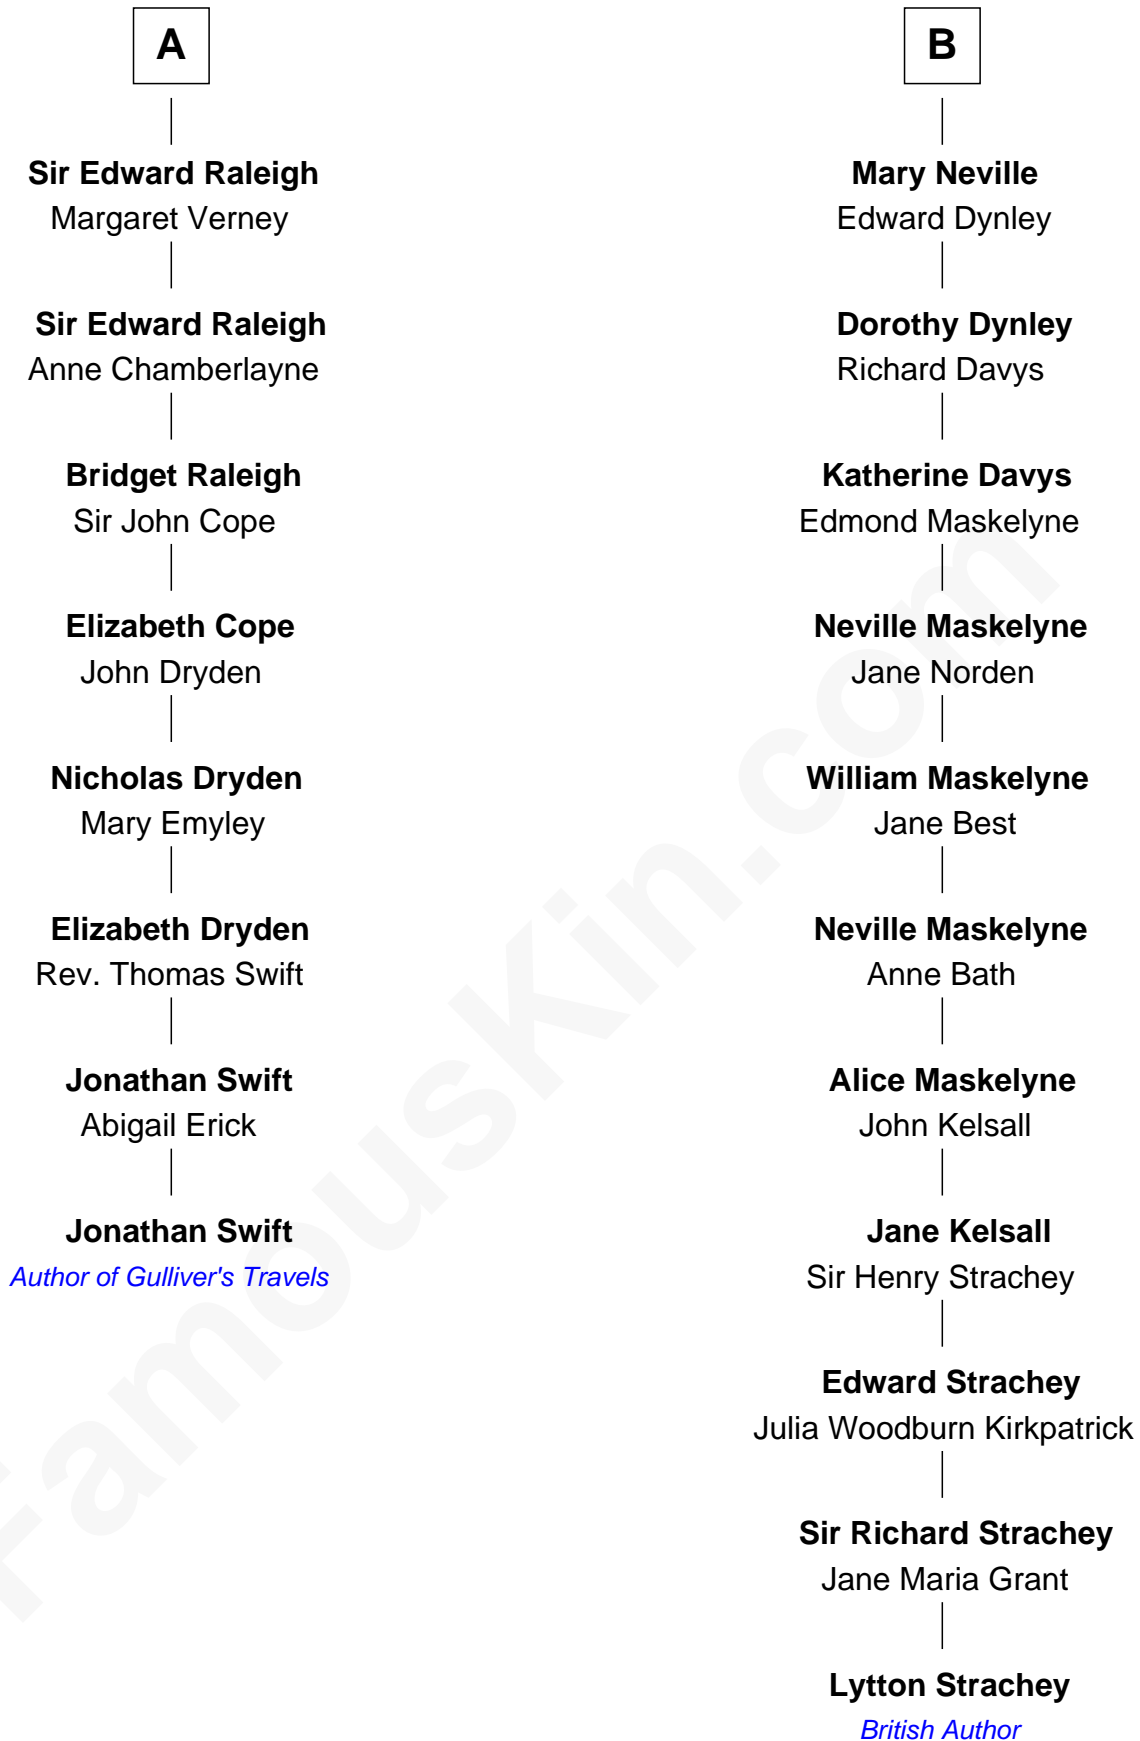 A
Sir Edward Raleigh
Margaret Verney
Sir Edward Raleigh
Anne Chamberlayne
Bridget Raleigh
Sir John Cope
Elizabeth Cope
John Dryden
Nicholas Dryden
Mary Emyley
Elizabeth Dryden
Rev. Thomas Swift
Jonathan Swift
Abigail Erick
Jonathan Swift
Author of Gulliver's Travels
B
Mary Neville
Edward Dynley
Dorothy Dynley
Richard Davys
Katherine Davys
Edmond Maskelyne
Neville Maskelyne
Jane Norden
William Maskelyne
Jane Best
Neville Maskelyne
Anne Bath
Alice Maskelyne
John Kelsall
Jane Kelsall
Sir Henry Strachey
Edward Strachey
Julia Woodburn Kirkpatrick
Sir Richard Strachey
Jane Maria Grant
Lytton Strachey
British Author
FamousKin.com